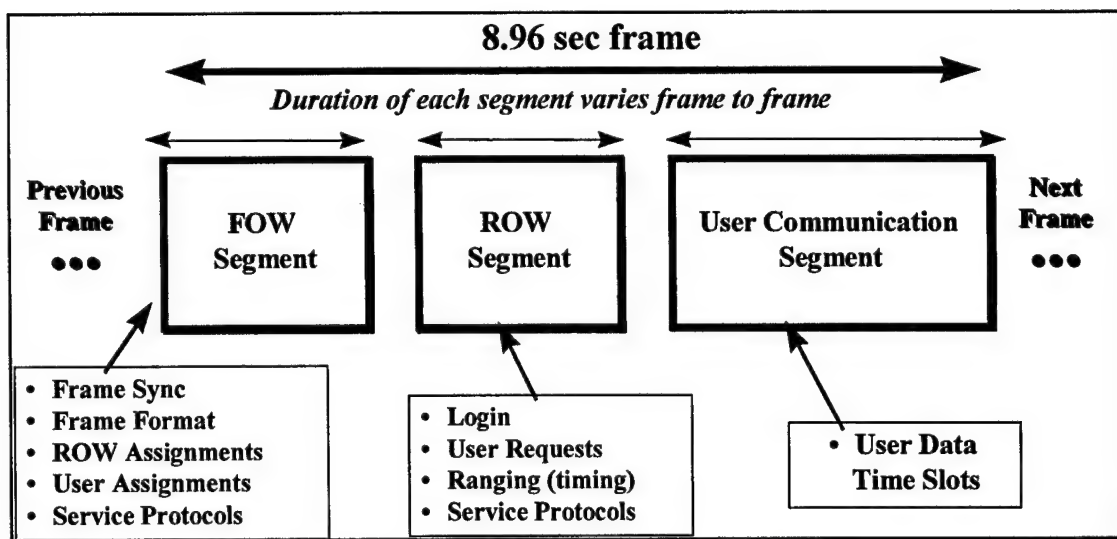 8.96 sec frame
Duration of each segment varies frame to frame
Previous
Frame
•••
FOW
Segment
ROW
Segment
User Communication
Segment
Next
Frame
•••
• Frame Sync
• Frame Format
• ROW Assignments
• User Assignments
• Service Protocols
• Login
• User Requests
• Ranging (timing)
• Service Protocols
• User Data
Time Slots